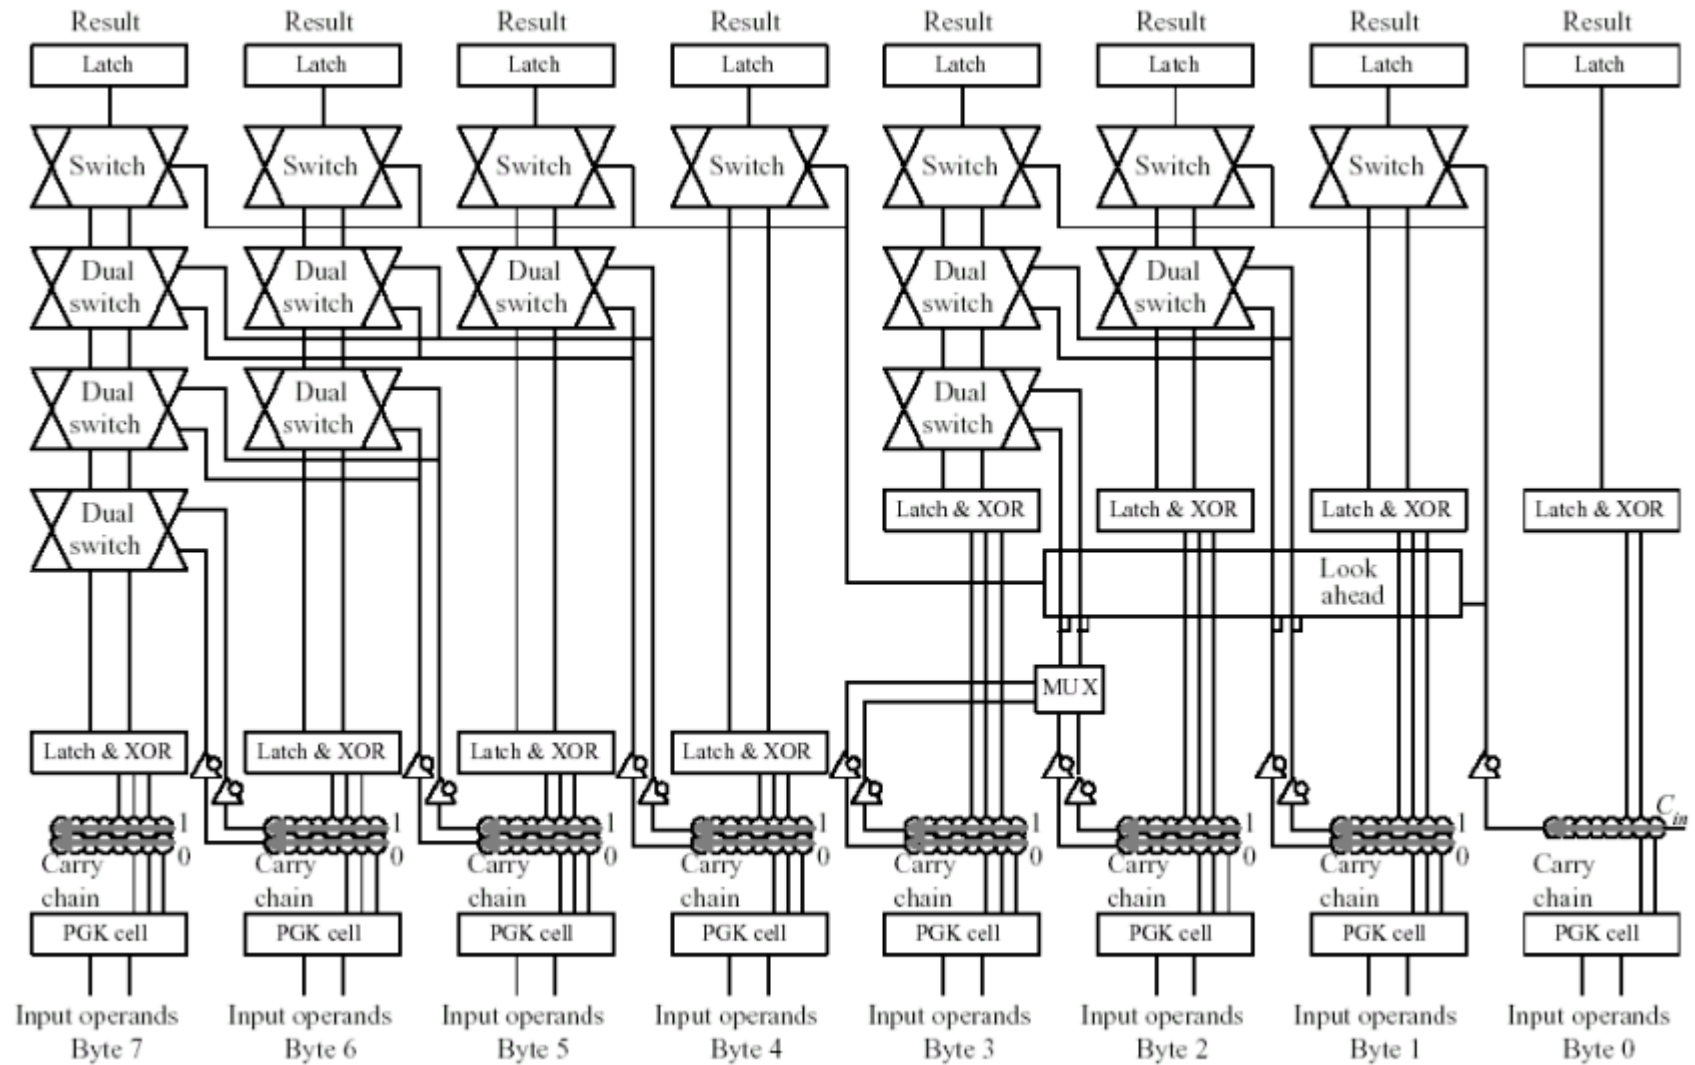 Result Result Result Result Result Result Result Result
Latch Latch Latch Latch Latch Latch Latch Latch
Switch Switch Switch Switch Switch Switch Switch
Dual Dual Dual Dual Dual
switch switch switch switch switch
Dual Dual Dual
switch switch switch
Latch & XOR Latch & XOR Latch & XOR Latch & XOR
Dual
switch
Look
ahead
MUX
Latch & XOR Latch & XOR Latch & XOR Latch & XOR
Cin
1 1 1 1 1 1 1
0 0 0 0 0 0 0
Carry Carry Carry Carry Carry Carry Carry Carry
chain chain chain chain chain chain chain chain
PGK cell PGK cell PGK cell PGK cell PGK cell PGK cell PGK cell PGK cell
Input operands Input operands Input operands Input operands Input operands Input operands Input operands Input operands
Byte 7 Byte 6 Byte 5 Byte 4 Byte 3 Byte 2 Byte 1 Byte 0